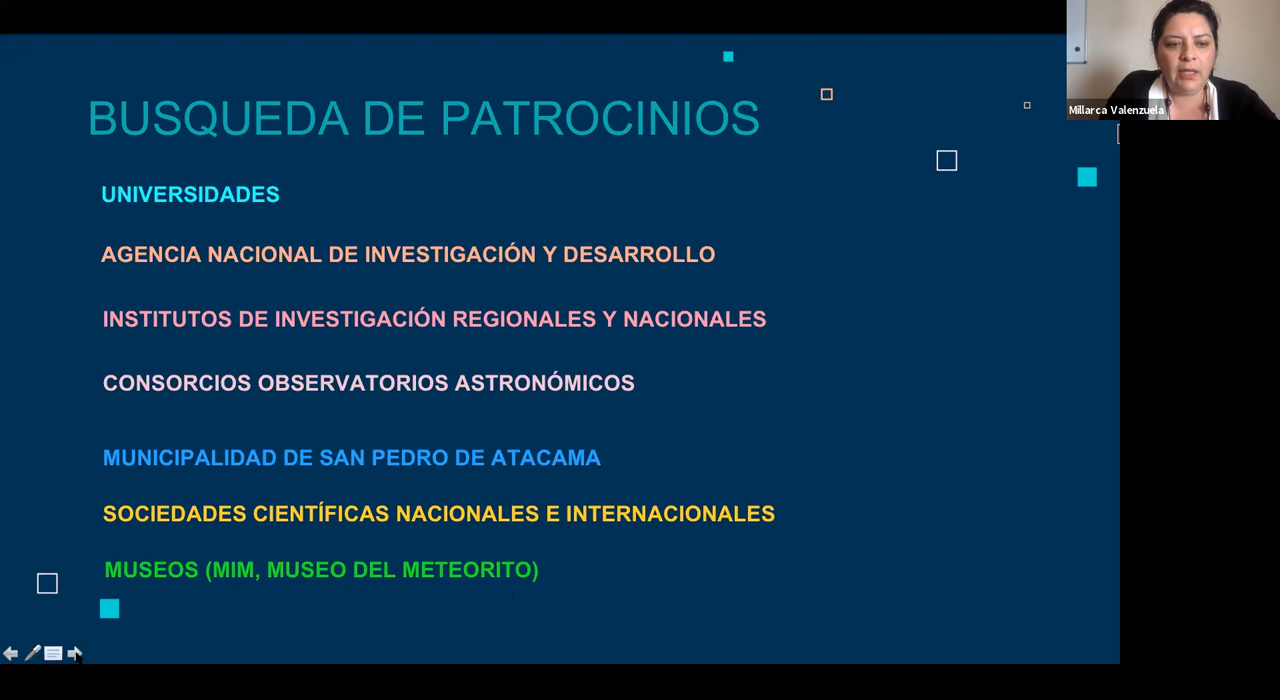 BUSQUEDA DE PATROCINIOS
Millarca Valenzuela
UNIVERSIDADES
AGENCIA NACIONAL DE INVESTIGACIÓN Y DESARROLLO
INSTITUTOS DE INVESTIGACIÓN REGIONALES Y NACIONALES
CONSORCIOS OBSERVATORIOS ASTRONÓMICOS
MUNICIPALIDAD DE SAN PEDRO DE ATACAMA
SOCIEDADES CIENTÍFICAS NACIONALES E INTERNACIONALES
MUSEOS (MIM, MUSEO DEL METEORITO)